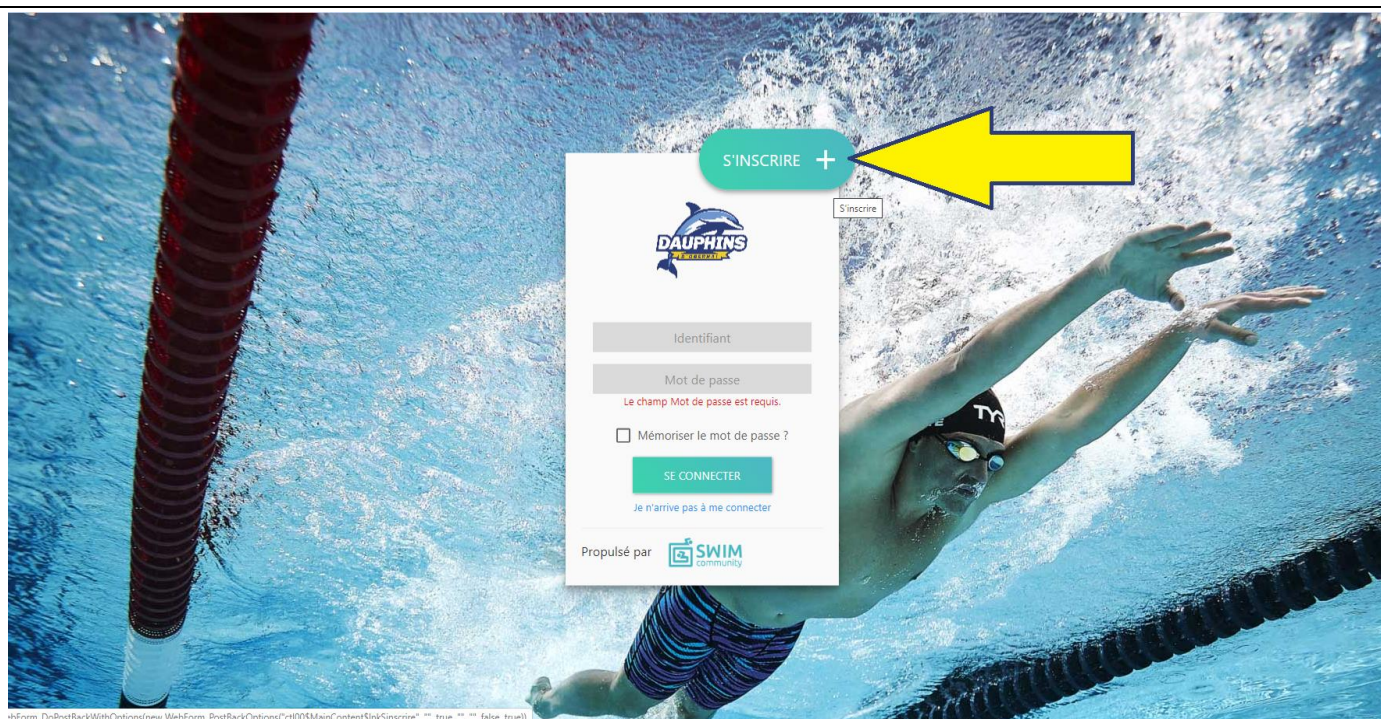 S'INSCRIRE +
S'inscrire
DAUPHINS
Identifiant
Mot de passe
Le champ Mot de passe est requis.
Mémoriser le mot de passe ?
SE CONNECTER
Je n'arrive pas à me connecter
Propulsé par SWIM
community
TYR